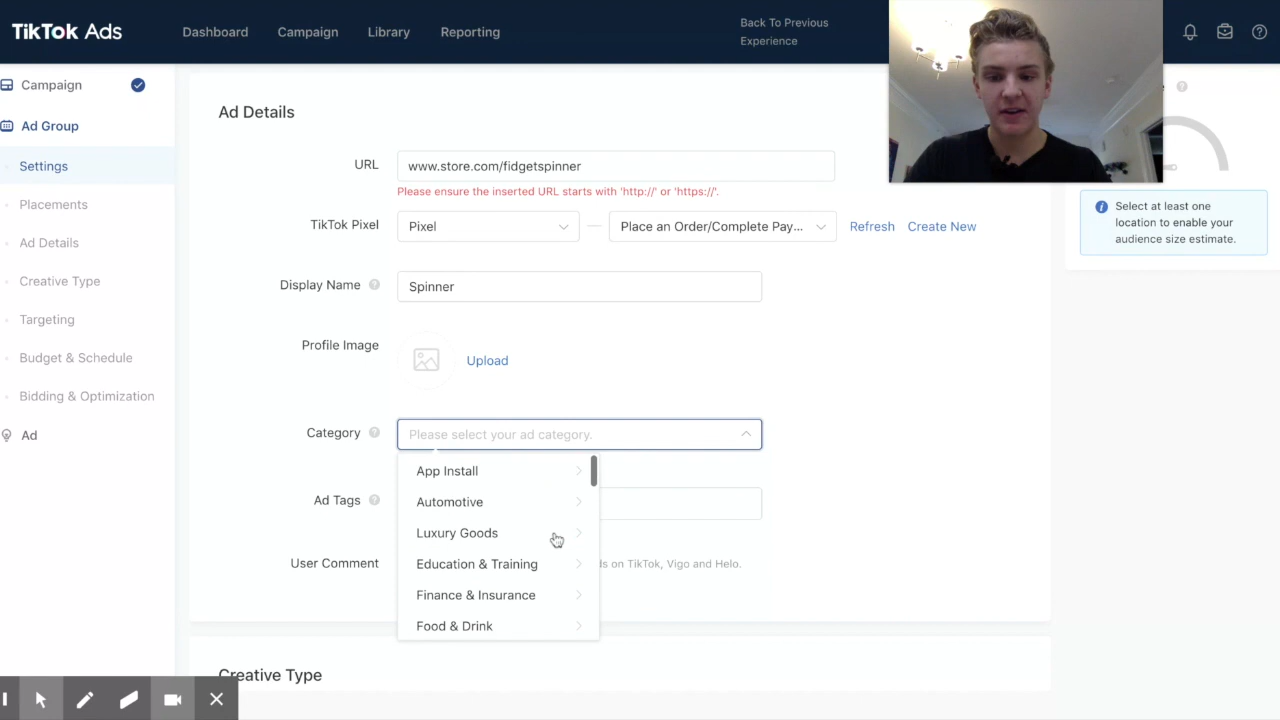 TikTok Ads
Dashboard
Campaign
Library
Reporting
Back To Previous
Experience
Campaign
Ad Group
Settings
Placements
Ad Details
Creative Type
Targeting
Budget & Schedule
Bidding & Optimization
Ad
Ad Details
URL
www.store.com/fidgetspinner
Please ensure the inserted URL starts with 'http://' or 'https://'.
TikTok Pixel
Pixel
Place an Order/Complete Pay...
Refresh
Create New
Display Name
Spinner
Profile Image
Upload
Category
Please select your ad category.
App Install
Automotive
Luxury Goods
Education & Training
Finance & Insurance
Food & Drink
Ad Tags
User Comment
on TikTok, Vigo and Helo.
Creative Type
Select at least one
location to enable your
audience size estimate.